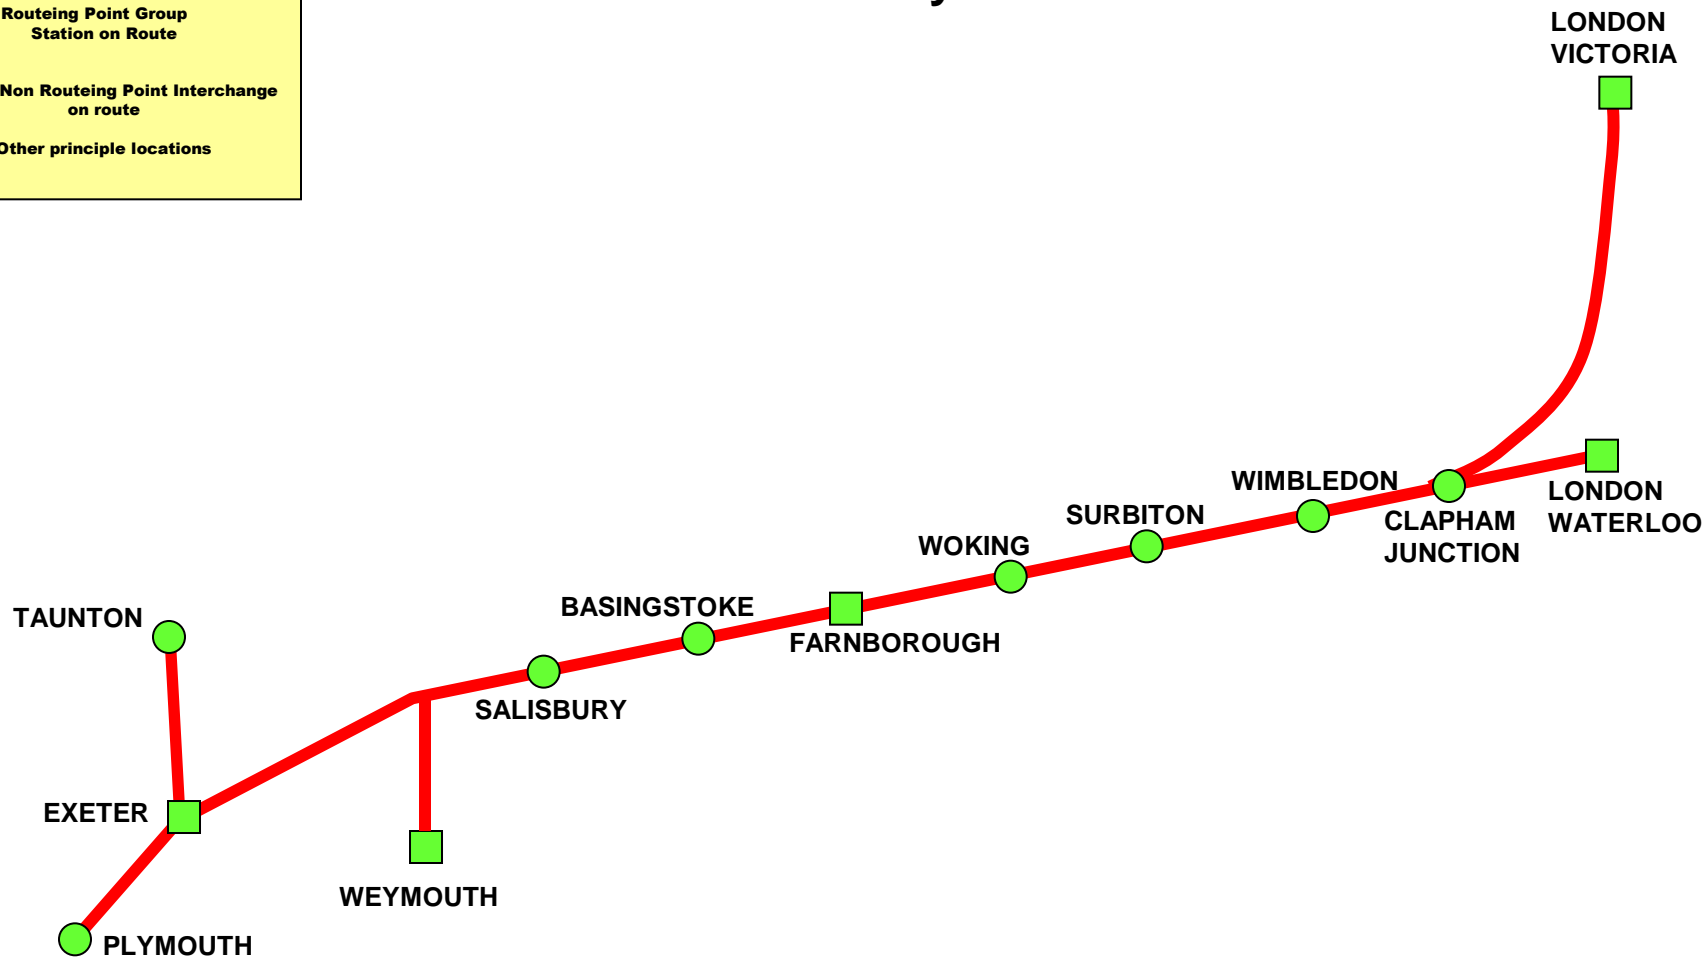 Routeing Point Group
Station on Route
Non Routeing Point Interchange
on route
Other principle locations
LONDON
VICTORIA
LONDON
WATERLOO
CLAPHAM
JUNCTION
WIMBLEDON
SURBITON
WOKING
FARNBOROUGH
BASINGSTOKE
SALISBURY
TAUNTON
EXETER
WEYMOUTH
PLYMOUTH